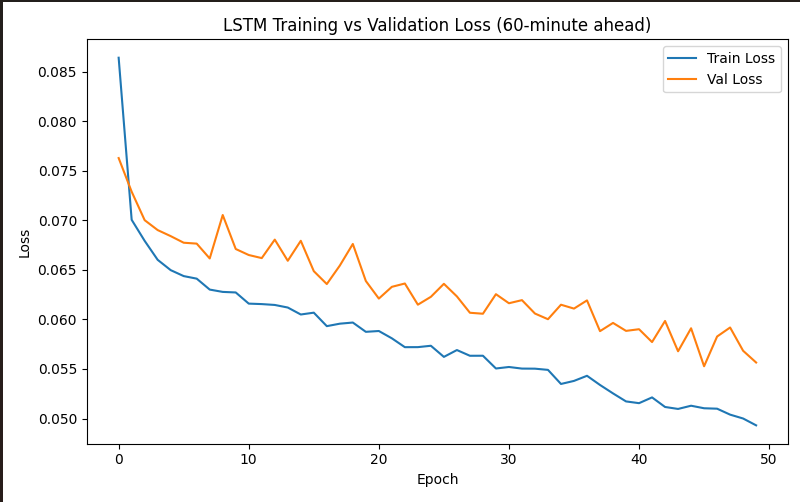 LSTM Training vs Validation Loss (60-minute ahead)
Train Loss
Val Loss
0.085
0.080
0.075
0.070
0.065
0.060
0.055
0.050
Loss
0 10 20 30 40 50
Epoch